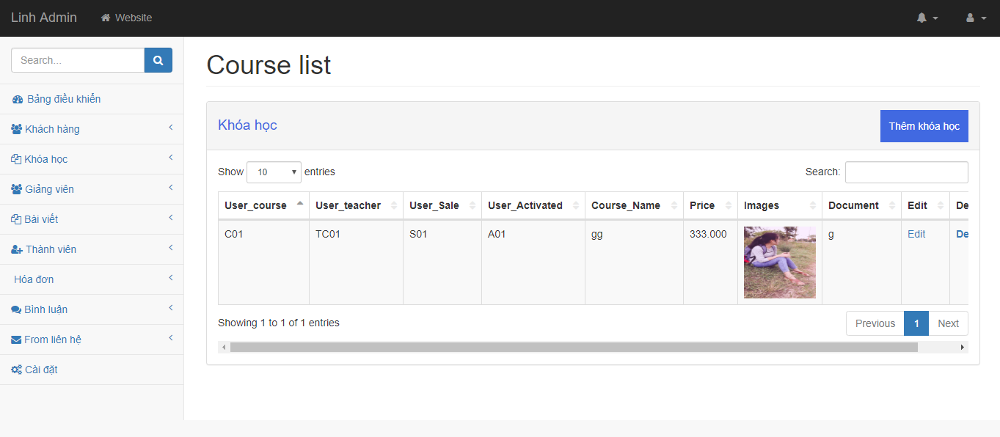 Linh Admin Website
Search...
Bảng điều khiển
Khách hàng
Khóa học
Giảng viên
Bài viết
Thành viên
Hóa đơn
Bình luận
From liên hệ
Cài đặt
Course list
Khóa học Thêm khóa học
Show 10 entries Search:
User_course User_teacher User_Sale User_Activated Course_Name Price Images Document Edit De
C01 TC01 S01 A01 gg 333.000 g Edit De
Showing 1 to 1 of 1 entries Previous 1 Next